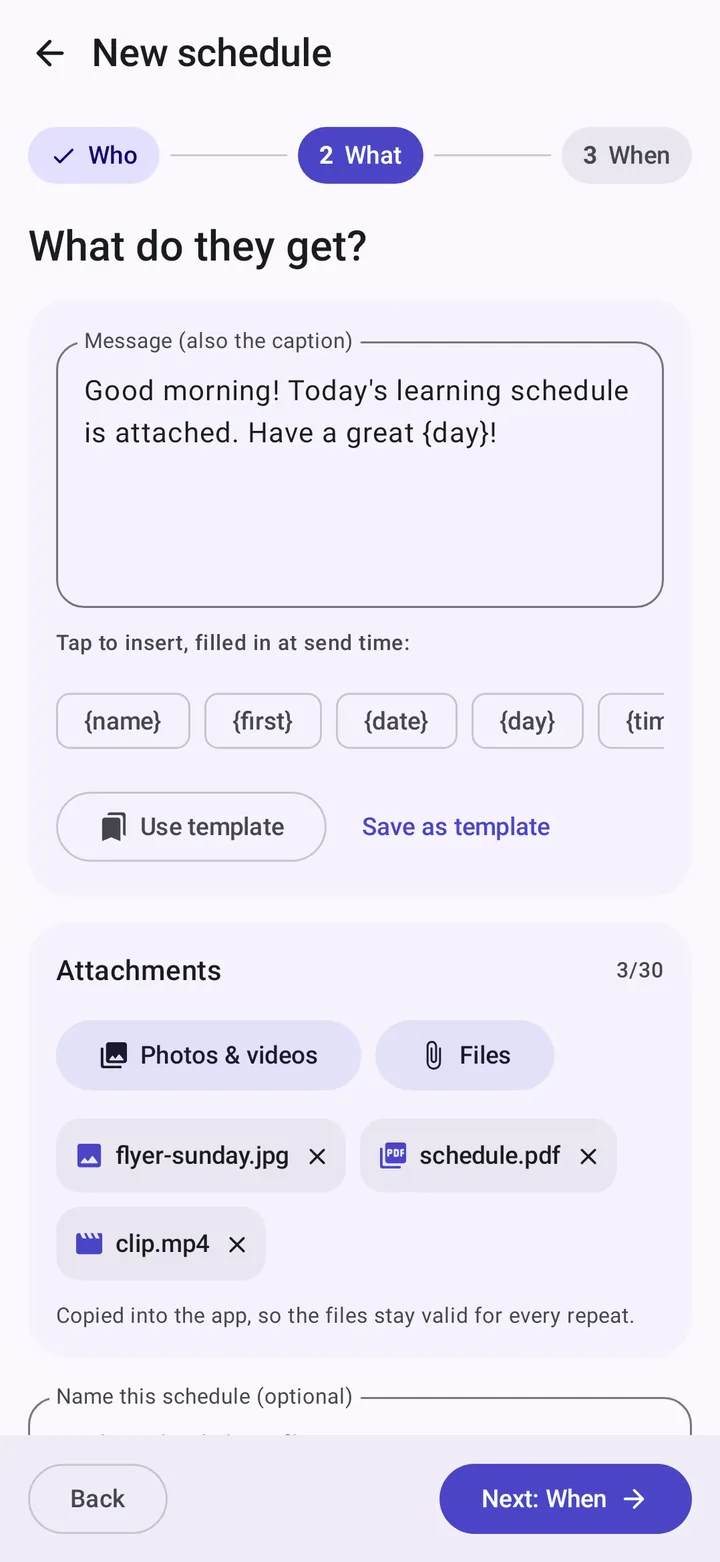 New schedule
Who
2 What
3 When
What do they get?
Message (also the caption)
Good morning! Today's learning schedule
is attached. Have a great {day}!
Tap to insert, filled in at send time:
{name} {first} {date} {day} {tim
Use template Save as template
Attachments 3/30
Photos & videos Files
flyer-sunday.jpg schedule.pdf
PDF
clip.mp4
Copied into the app, so the files stay valid for every repeat.
Name this schedule (optional)
Back Next: When